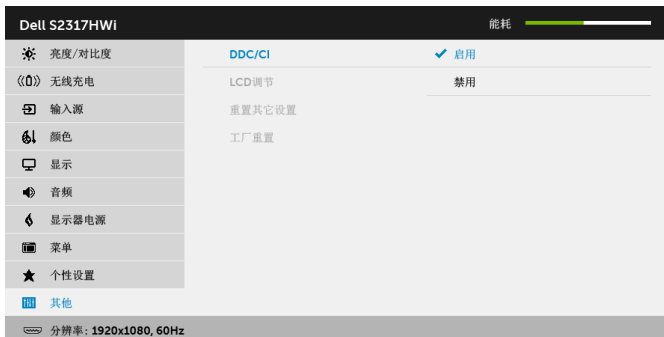 Dell S2317HWi 能耗
亮度/对比度 DDC/CI 启用
无线充电 LCD调节 禁用
输入源 重置其它设置
颜色 工厂重置
显示
音频
显示器电源
菜单
个性设置
其他
分辨率: 1920x1080, 60Hz